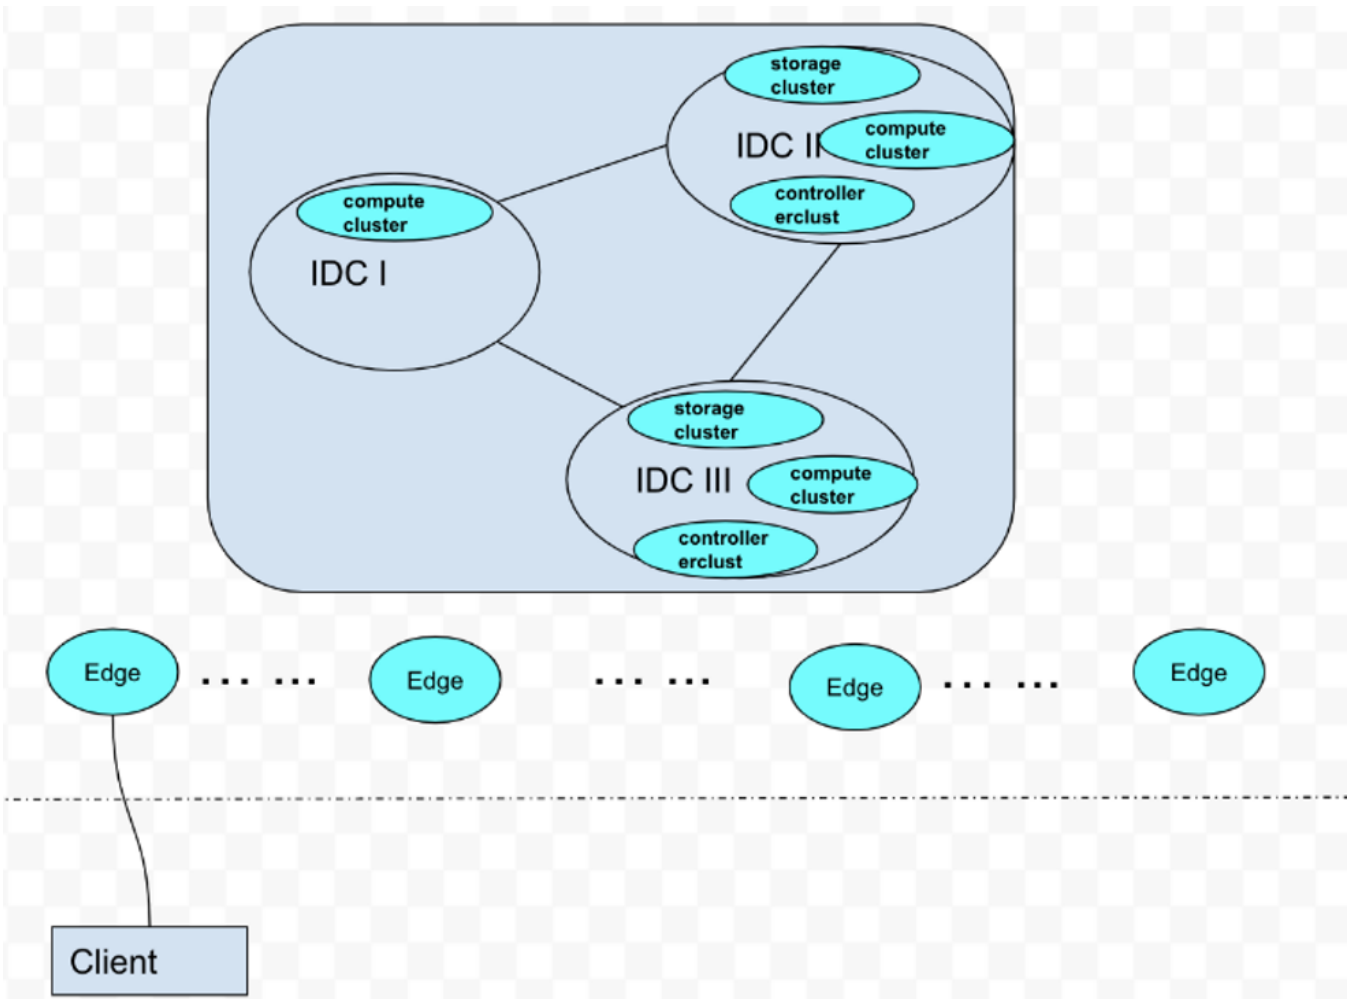 storage
cluster
IDC II
compute
cluster
controller
erclust
compute
cluster
IDC I
storage
cluster
IDC III
compute
cluster
controller
erclust
Edge
... ...
Edge
... ...
Edge
... ...
Edge
Client